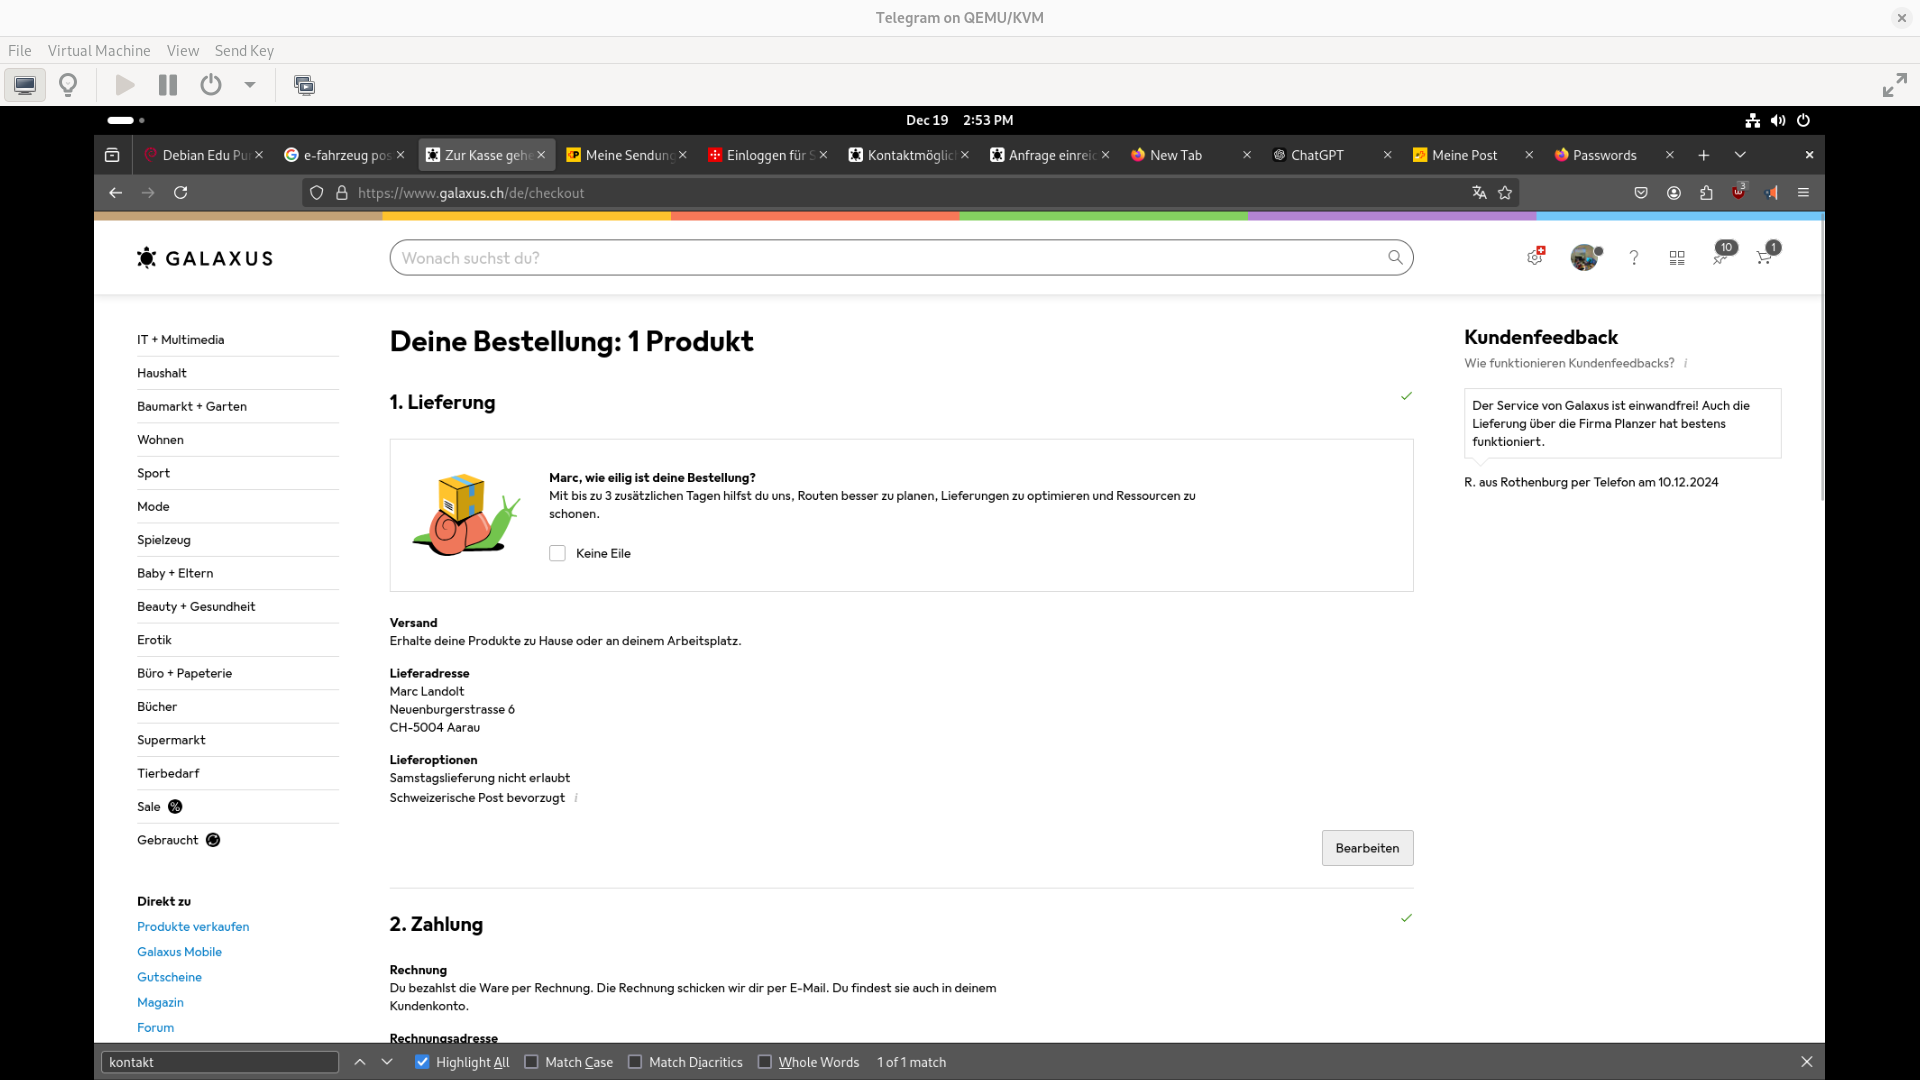 Telegram on QEMU/KVM
File Virtual Machine View Send Key
Dec 19 2:53 PM
Debian Edu Pu
e-fahrzeug pos
Zur Kasse gehe
Meine Sendung
Einloggen für S
Kontaktmöglich
Anfrage einreic
New Tab
ChatGPT
Meine Post
Passwords
https://www.galaxus.ch/de/checkout
3
GALAXUS
Wonach suchst du?
?
10
1
IT + Multimedia
Haushalt
Baumarkt + Garten
Wohnen
Sport
Mode
Spielzeug
Baby + Eltern
Beauty + Gesundheit
Erotik
Büro + Papeterie
Bücher
Supermarkt
Tierbedarf
Sale %
Gebraucht
Direkt zu
Produkte verkaufen
Galaxus Mobile
Gutscheine
Magazin
Forum
Deine Bestellung: 1 Produkt
1. Lieferung
Marc, wie eilig ist deine Bestellung?
Mit bis zu 3 zusätzlichen Tagen hilfst du uns, Routen besser zu planen, Lieferungen zu optimieren und Ressourcen zu
schonen.
Keine Eile
Versand
Erhalte deine Produkte zu Hause oder an deinem Arbeitsplatz.
Lieferadresse
Marc Landolt
Neuenburgerstrasse 6
CH-5004 Aarau
Lieferoptionen
Samstagslieferung nicht erlaubt
Schweizerische Post bevorzugt i
Bearbeiten
2. Zahlung
Rechnung
Du bezahlst die Ware per Rechnung. Die Rechnung schicken wir dir per E-Mail. Du findest sie auch in deinem
Kundenkonto.
Rechnungsadresse
Kundenfeedback
Wie funktionieren Kundenfeedbacks? i
Der Service von Galaxus ist einwandfrei! Auch die
Lieferung über die Firma Planzer hat bestens
funktioniert.
R. aus Rothenburg per Telefon am 10.12.2024
kontakt
Highlight All
Match Case
Match Diacritics
Whole Words
1 of 1 match